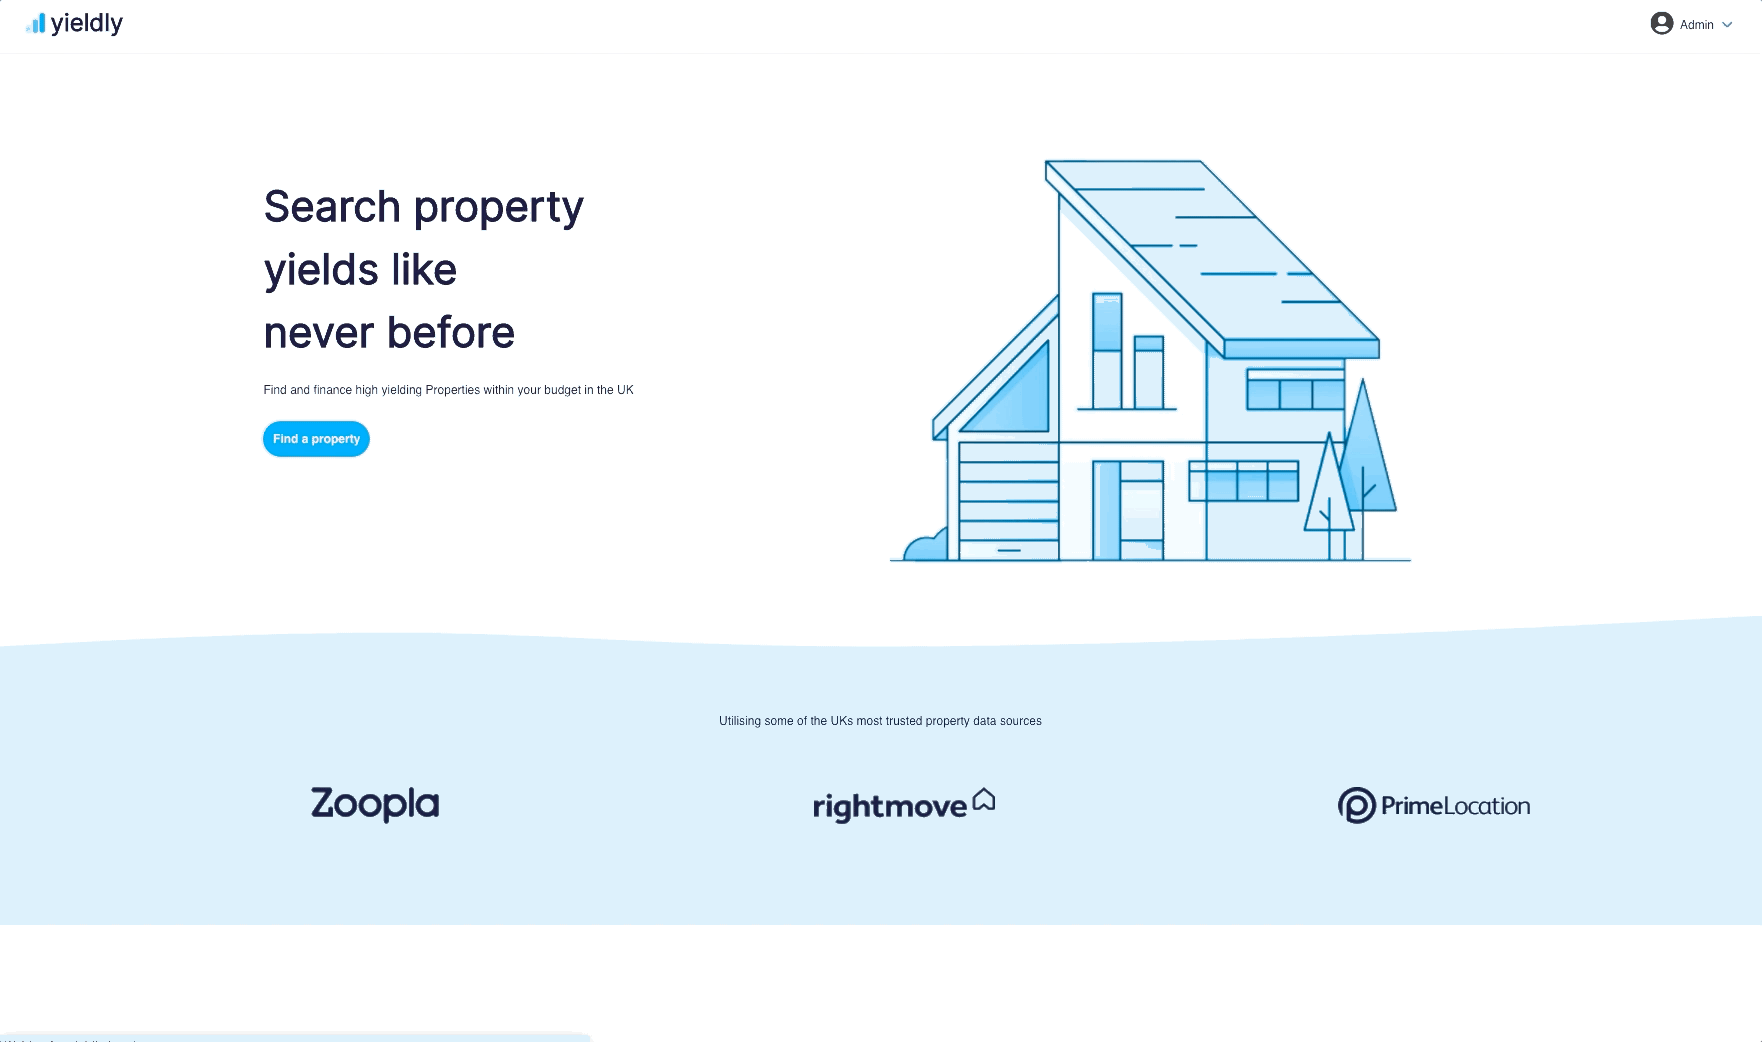 yieldly
Admin
Search property
yields like
never before
Find and finance high yielding Properties within your budget in the UK
Find a property
Utilising some of the UKs most trusted property data sources
Zoopla
rightmove
PrimeLocation